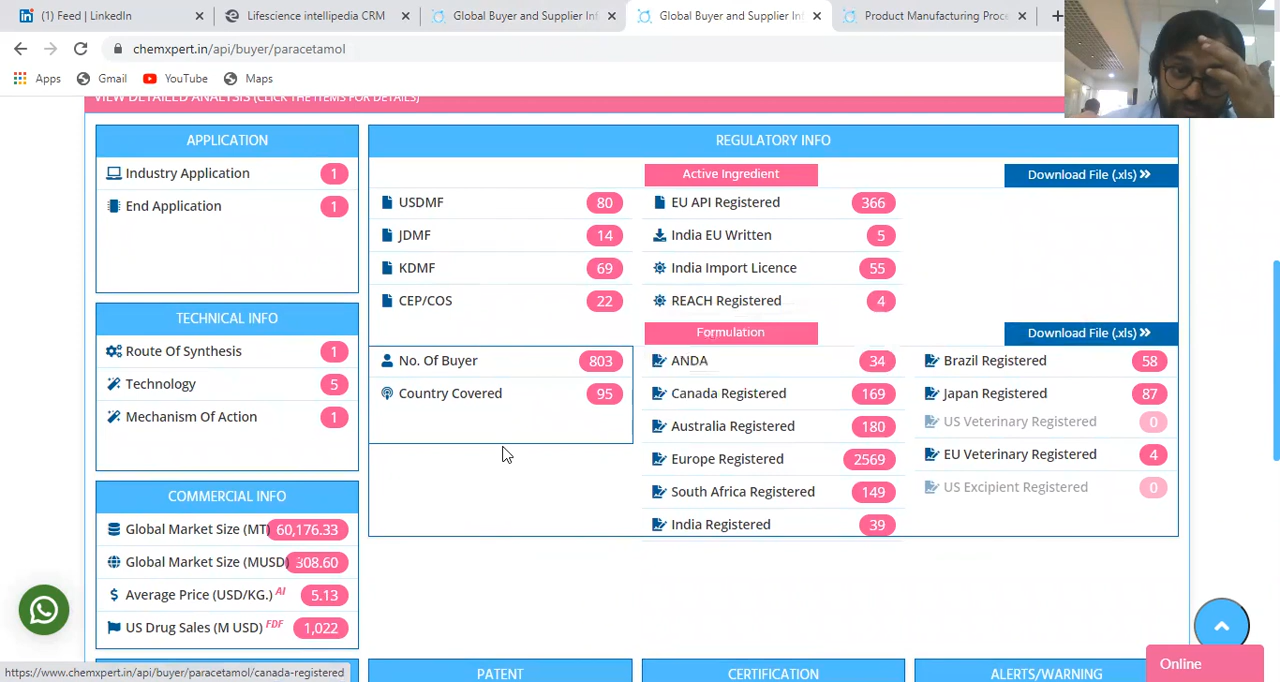 (1) Feed | LinkedIn
Lifescience intellipedia CRM
Global Buyer and Supplier Inf
Global Buyer and Supplier Inf
Product Manufacturing Proce
chemxpert.in/api/buyer/paracetamol
Apps
Gmail
YouTube
Maps
VIEW DETAILED ANALYSIS (CLICK THE ITEMS FOR DETAILS)
APPLICATION
Industry Application 1
End Application 1
TECHNICAL INFO
Route Of Synthesis 1
Technology 5
Mechanism Of Action 1
COMMERCIAL INFO
Global Market Size (MT) 60,176.33
Global Market Size (MUSD) 308.60
Average Price (USD/KG.) AI 5.13
US Drug Sales (M USD) FDF 1,022
REGULATORY INFO
Active Ingredient
Download File (.xls)
USDMF 80
JDMF 14
KDMF 69
CEP/COS 22
EU API Registered 366
India EU Written 5
India Import Licence 55
REACH Registered 4
Formulation
Download File (.xls)
No. Of Buyer 803
Country Covered 95
ANDA 34
Canada Registered 169
Australia Registered 180
Europe Registered 2569
South Africa Registered 149
India Registered 39
Brazil Registered 58
Japan Registered 87
US Veterinary Registered 0
EU Veterinary Registered 4
US Excipient Registered 0
PATENT
CERTIFICATION
ALERTS/WARNING
Online
https://www.chemxpert.in/api/buyer/paracetamol/canada-registered